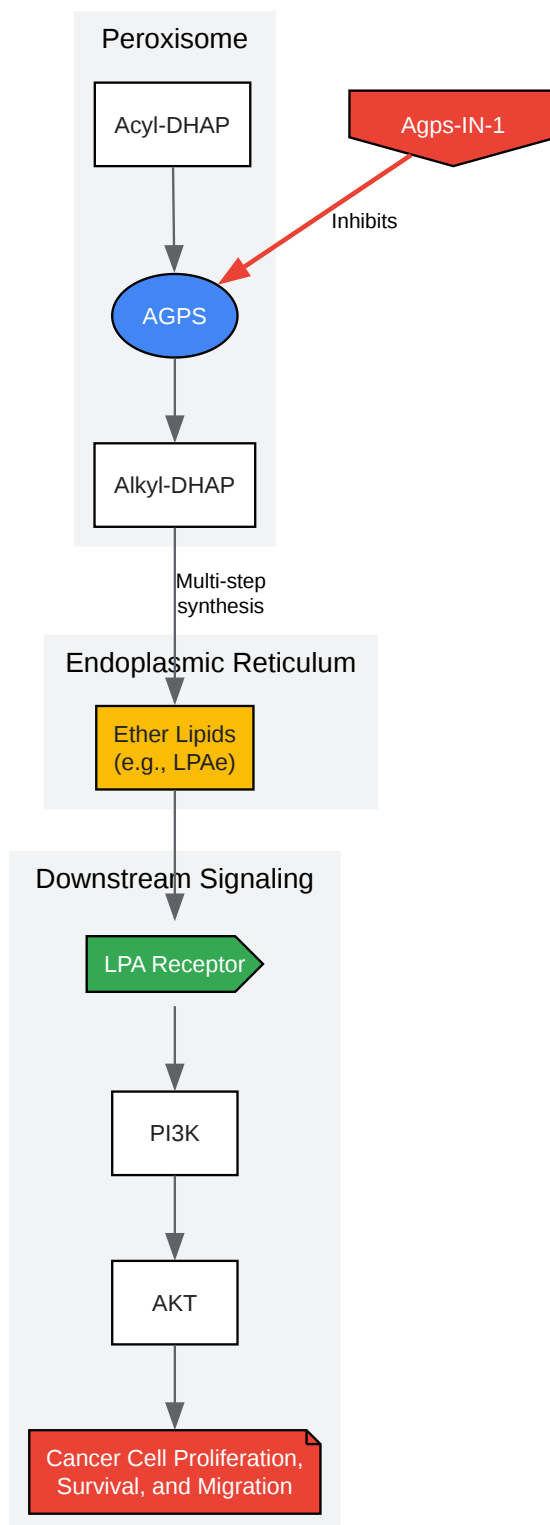 Peroxisome
Acyl-DHAP
Agps-IN-1
Inhibits
AGPS
Alkyl-DHAP
Multi-step
synthesis
Endoplasmic Reticulum
Ether Lipids
(e.g., LPAe)
Downstream Signaling
LPA Receptor
PI3K
AKT
Cancer Cell Proliferation,
Survival, and Migration